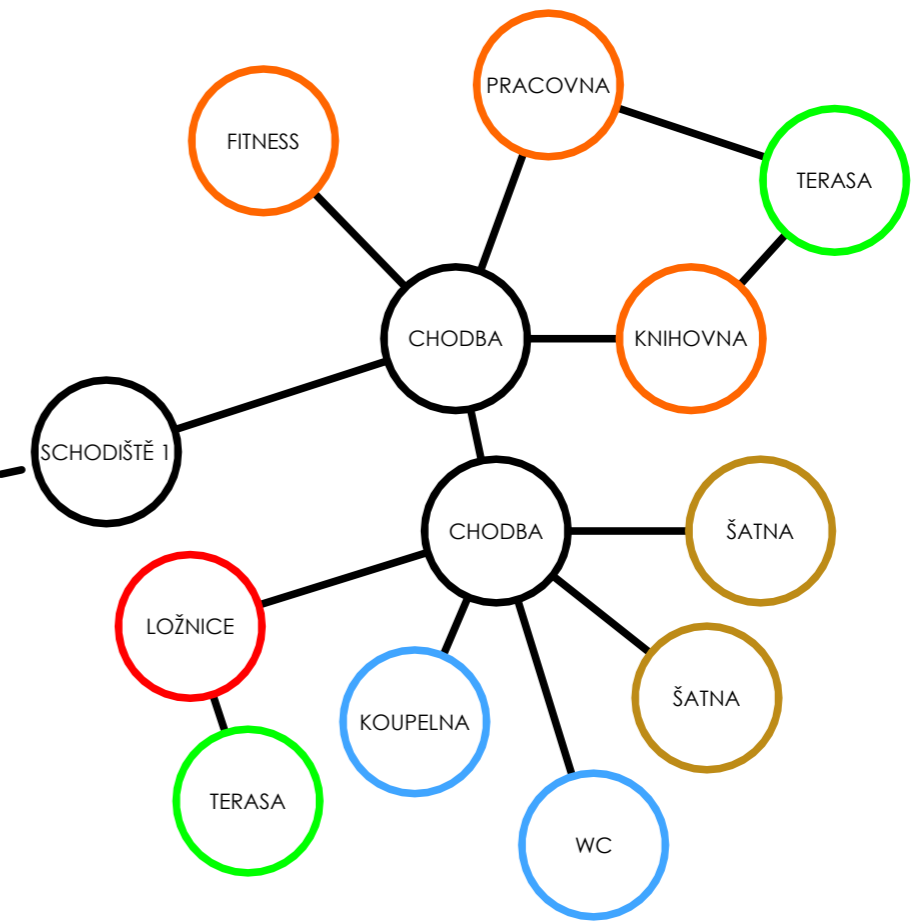 PRACOVNA
FITNESS
TERASA
CHODBA
KNIHOVNA
SCHODIŠTĚ 1
CHODBA
ŠATNA
LOŽNICE
ŠATNA
KOUPELNA
TERASA
WC